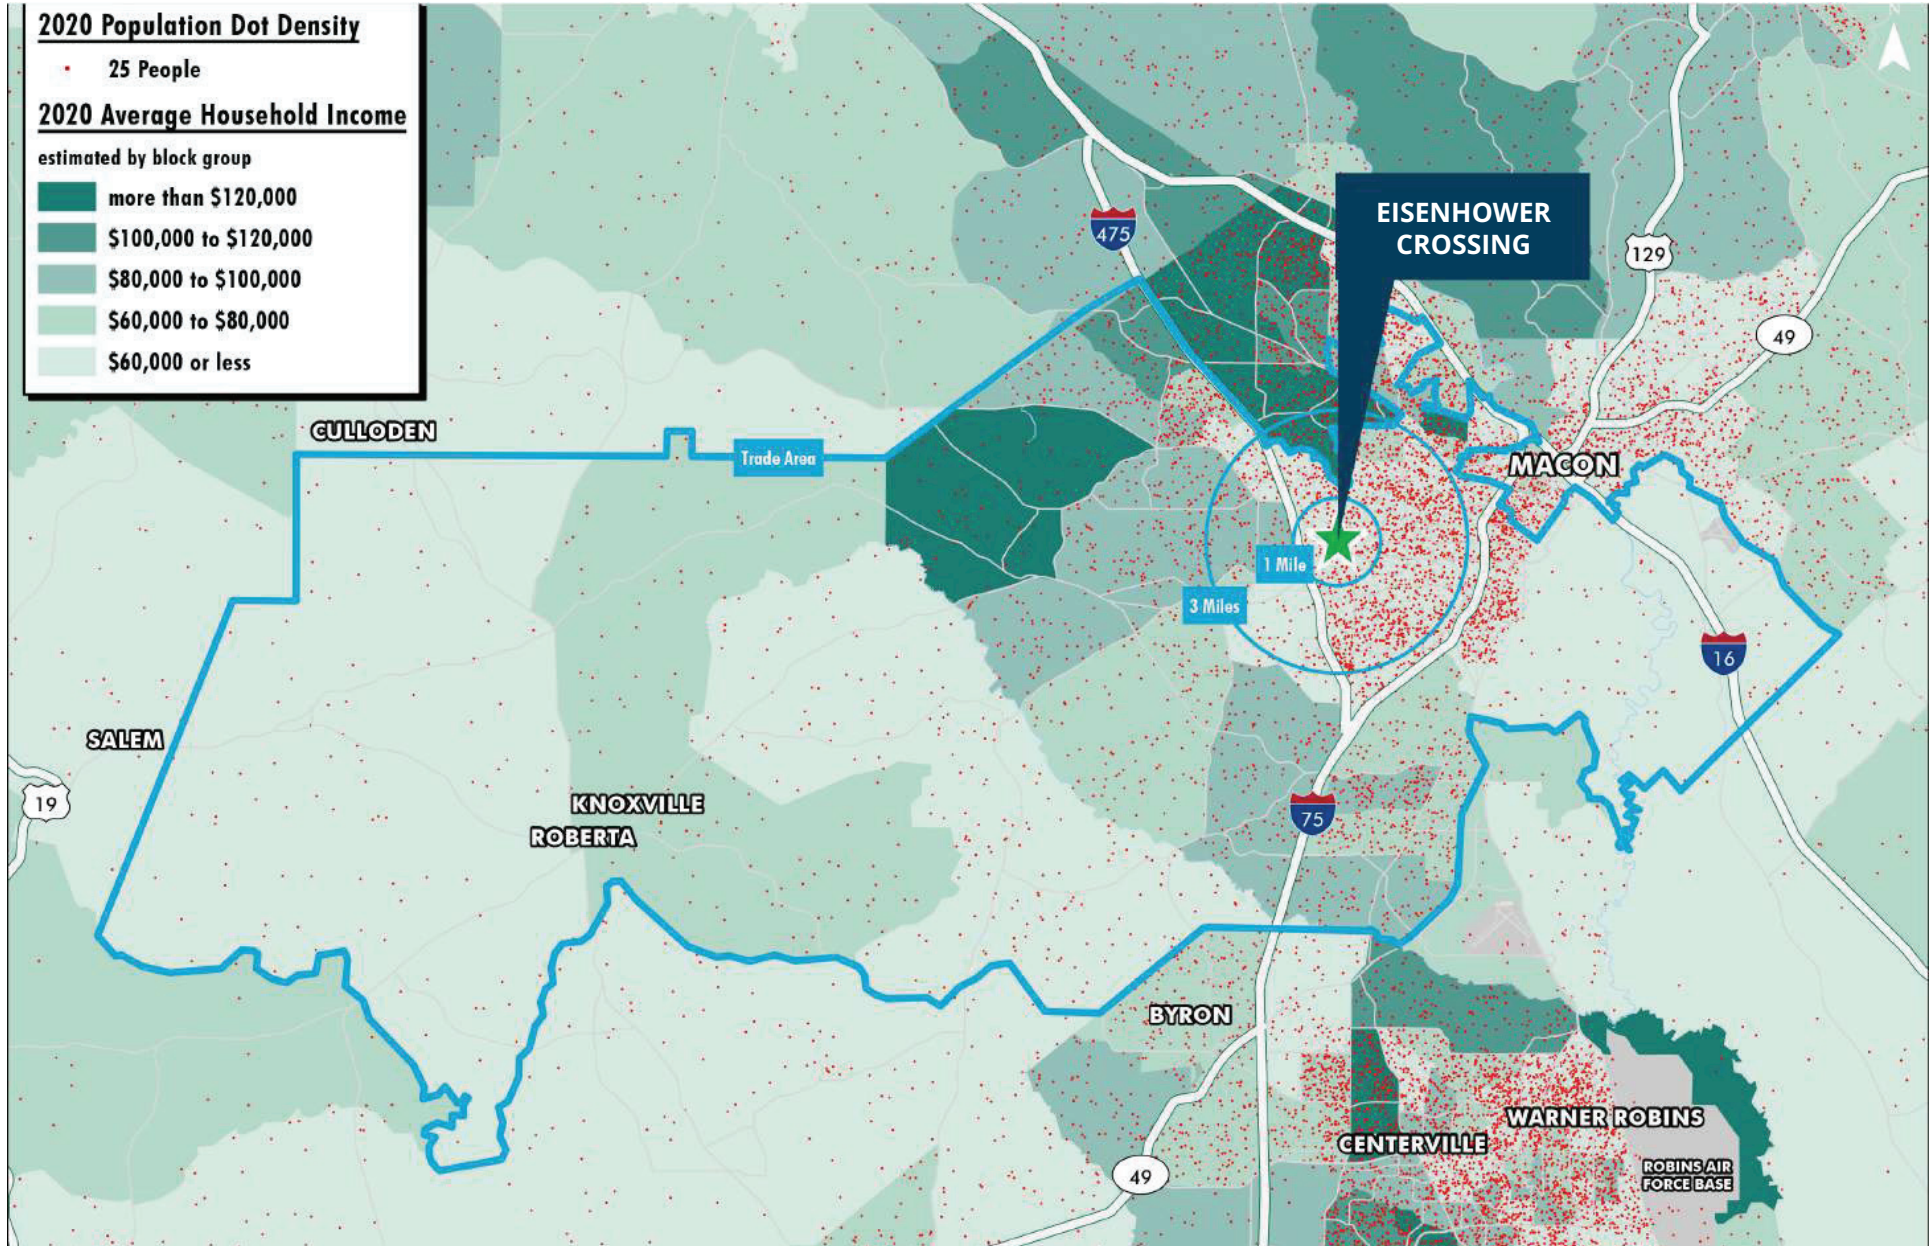 2020 Population Dot Density
25 People
2020 Average Household Income
estimated by block group
more than $120,000
$100,000 to $120,000
$80,000 to $100,000
$60,000 to $80,000
$60,000 or less
EISENHOWER
CROSSING
475
129
49
CULLODEN
Trade Area
MACON
1 Mile
3 Miles
16
SALEM
19
KNOXVILLE
ROBERTA
75
BYRON
WARNER ROBINS
CENTERVILLE
ROBINS AIR
FORCE BASE
49